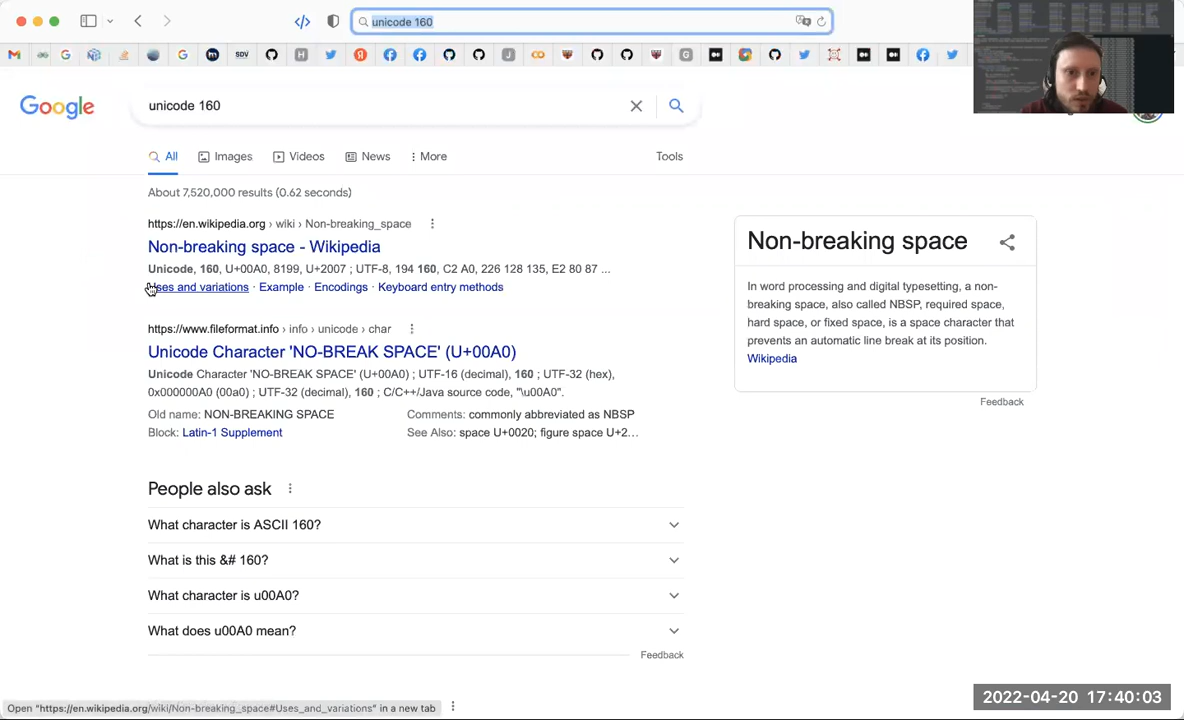 unicode 160
Google
unicode 160
All Images Videos News More Tools
About 7,520,000 results (0.62 seconds)
https://en.wikipedia.org › wiki › Non-breaking_space
Non-breaking space - Wikipedia
Unicode, 160, U+00A0, 8199, U+2007 ; UTF-8, 194 160, C2 A0, 226 128 135, E2 80 87 ...
Uses and variations · Example · Encodings · Keyboard entry methods
https://www.fileformat.info › info › unicode › char
Unicode Character 'NO-BREAK SPACE' (U+00A0)
Unicode Character 'NO-BREAK SPACE' (U+00A0) ; UTF-16 (decimal), 160 ; UTF-32 (hex),
0x000000A0 (00a0) ; UTF-32 (decimal), 160 ; C/C++/Java source code, "\u00A0".
Old name: NON-BREAKING SPACE Comments: commonly abbreviated as NBSP
Block: Latin-1 Supplement See Also: space U+0020; figure space U+2...
People also ask
What character is ASCII 160?
What is this &# 160?
What character is u00A0?
What does u00A0 mean?
Feedback
Non-breaking space
In word processing and digital typesetting, a non-
breaking space, also called NBSP, required space,
hard space, or fixed space, is a space character that
prevents an automatic line break at its position.
Wikipedia
Feedback
Open "https://en.wikipedia.org/wiki/Non-breaking_space#Uses_and_variations" in a new tab
2022-04-20 17:40:03